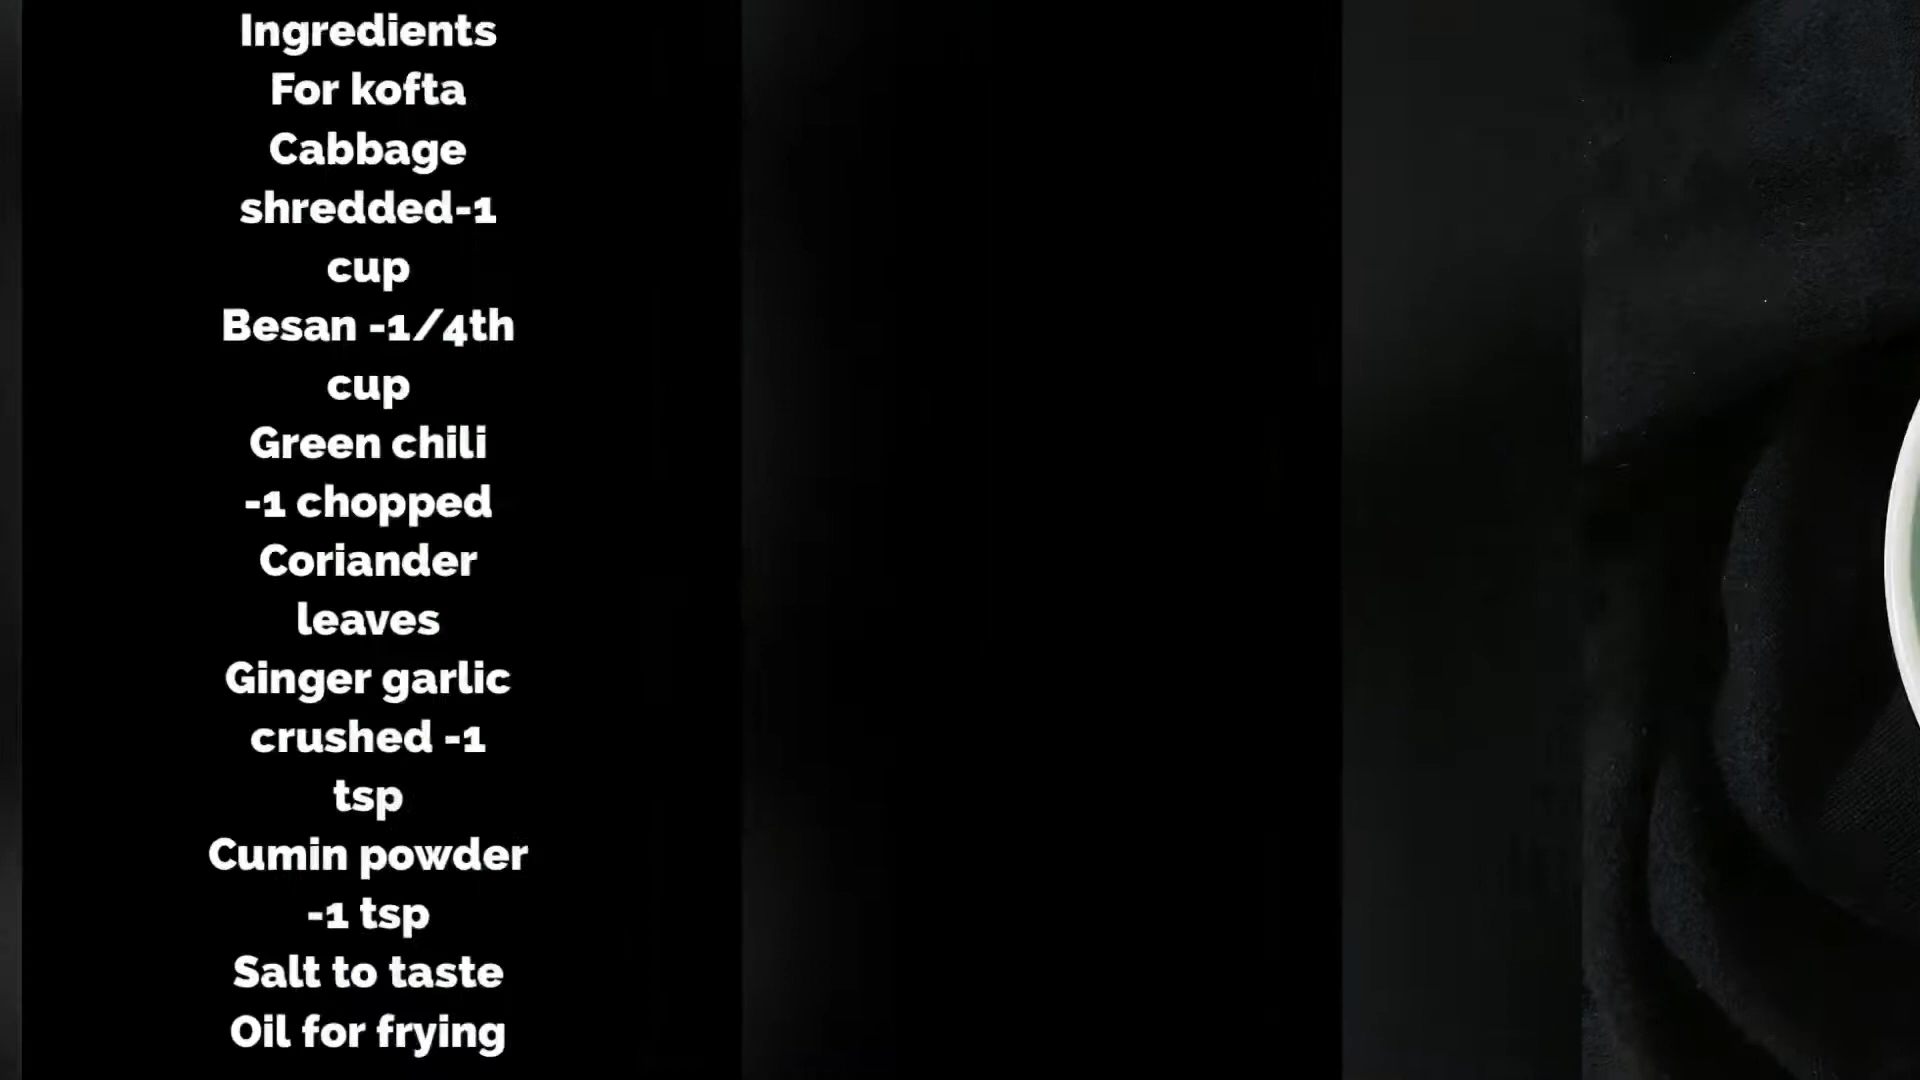 Ingredients
For kofta
Cabbage
shredded-1
cup
Besan -1/4th
cup
Green chili
-1 chopped
Coriander
leaves
Ginger garlic
crushed -1
tsp
Cumin powder
-1 tsp
Salt to taste
Oil for frying